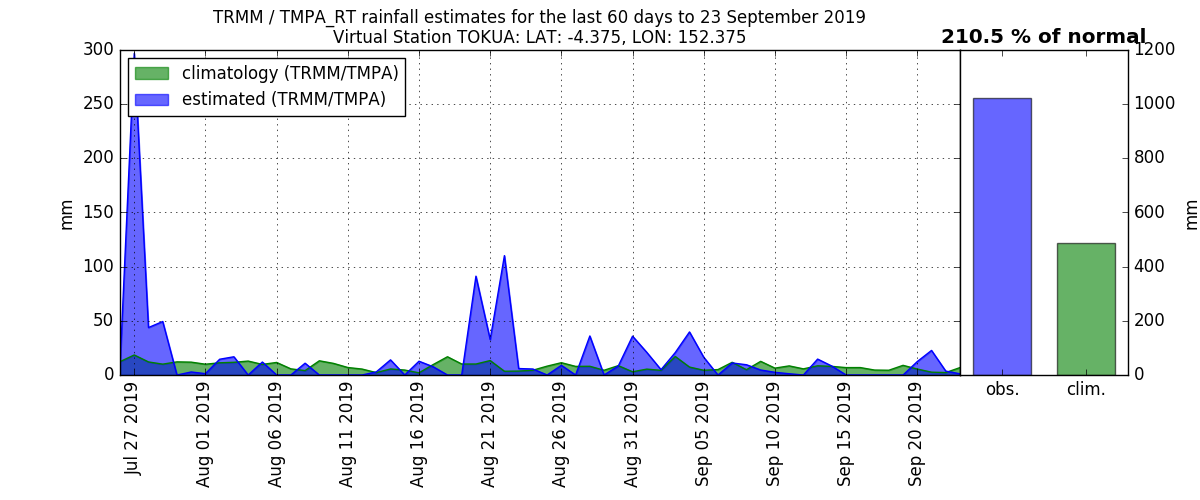 TRMM / TMPA_RT rainfall estimates for the last 60 days to 23 September 2019
Virtual Station TOKUA: LAT: -4.375, LON: 152.375
210.5 % of normal
climatology (TRMM/TMPA)
estimated (TRMM/TMPA)
300
250
200
150
100
50
0
mm
Jul 27 2019
Aug 01 2019
Aug 06 2019
Aug 11 2019
Aug 16 2019
Aug 21 2019
Aug 26 2019
Aug 31 2019
Sep 05 2019
Sep 10 2019
Sep 15 2019
Sep 20 2019
obs.
clim.
1200
1000
800
600
400
200
0
mm